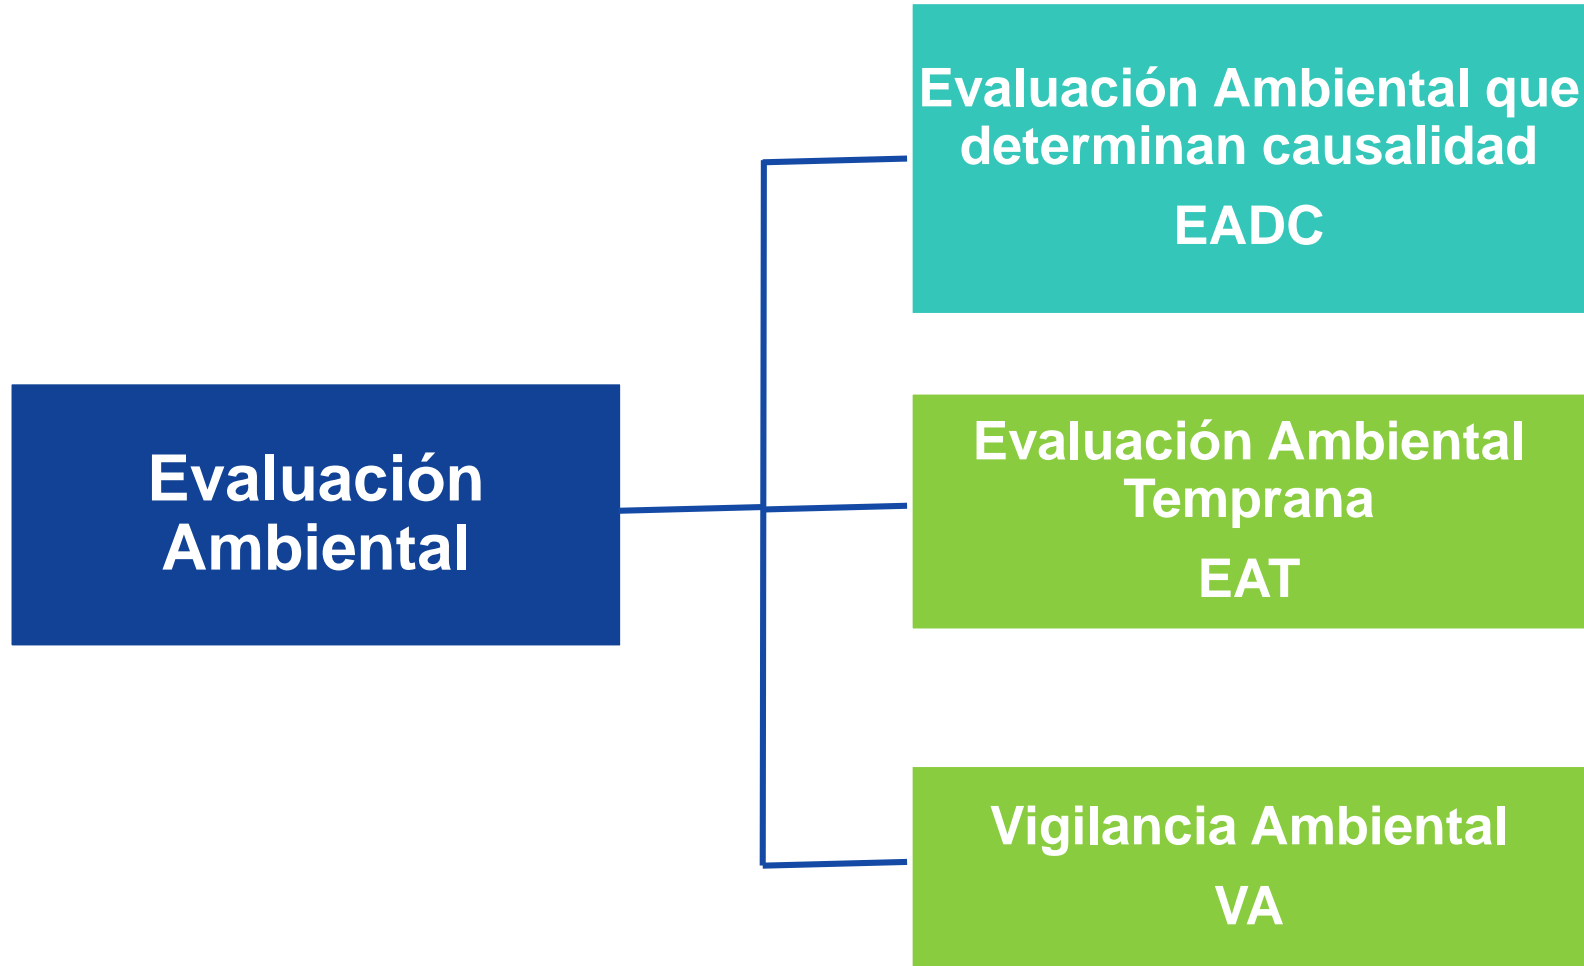 Evaluación Ambiental que
determinan causalidad
EADC
Evaluación
Ambiental
Evaluación Ambiental
Temprana
EAT
Vigilancia Ambiental
VA